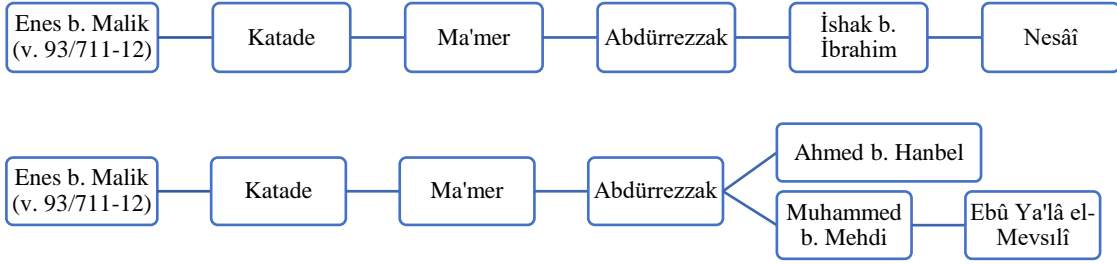 Enes b. Malik
(v. 93/711-12)
Katade
Ma'mer
Abdürrezzak
İshak b.
İbrahim
Nesâî
Enes b. Malik
(v. 93/711-12)
Katade
Ma'mer
Abdürrezzak
Ahmed b. Hanbel
Muhammed
b. Mehdi
Ebû Ya'lâ el-
Mevsılî